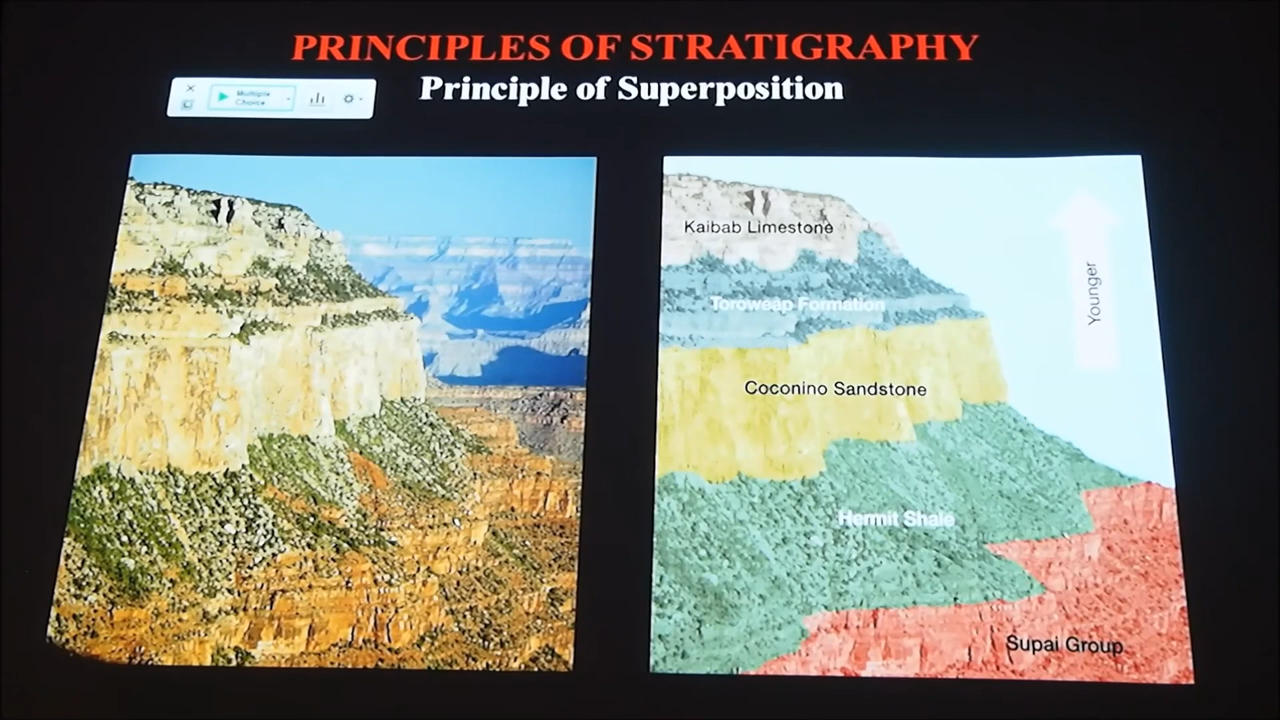 PRINCIPLES OF STRATIGRAPHY
Principle of Superposition
Multiple
Choice
Kaibab Limestone
Toroweap Formation
Coconino Sandstone
Hermit Shale
Supai Group
Younger